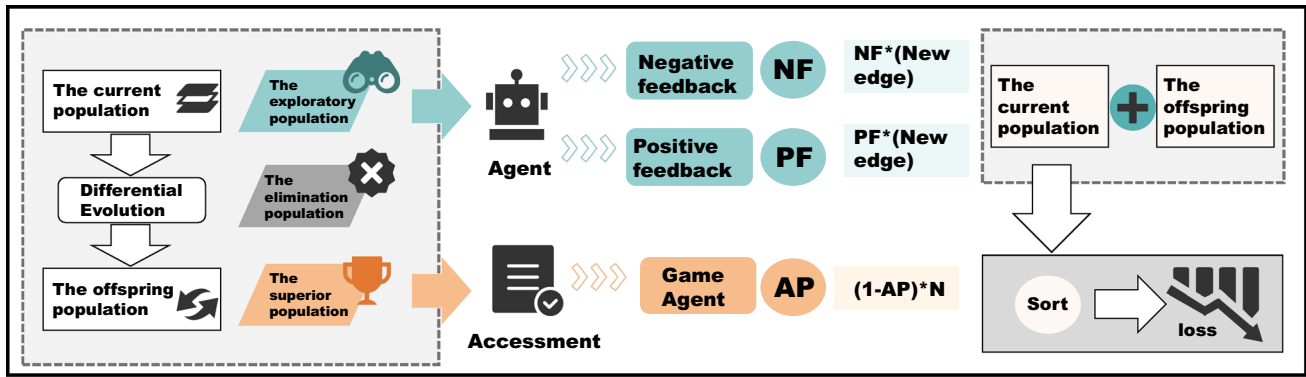 The current
population
Differential
Evolution
The offspring
population
The
exploratory
population
The
elimination
population
The
superior
population
Agent
Accessment
Negative
feedback
NF
NF*(New
edge)
Positive
feedback
PF
PF*(New
edge)
Game
Agent
AP
(1-AP)*N
The
current
population
The
offspring
population
Sort
loss